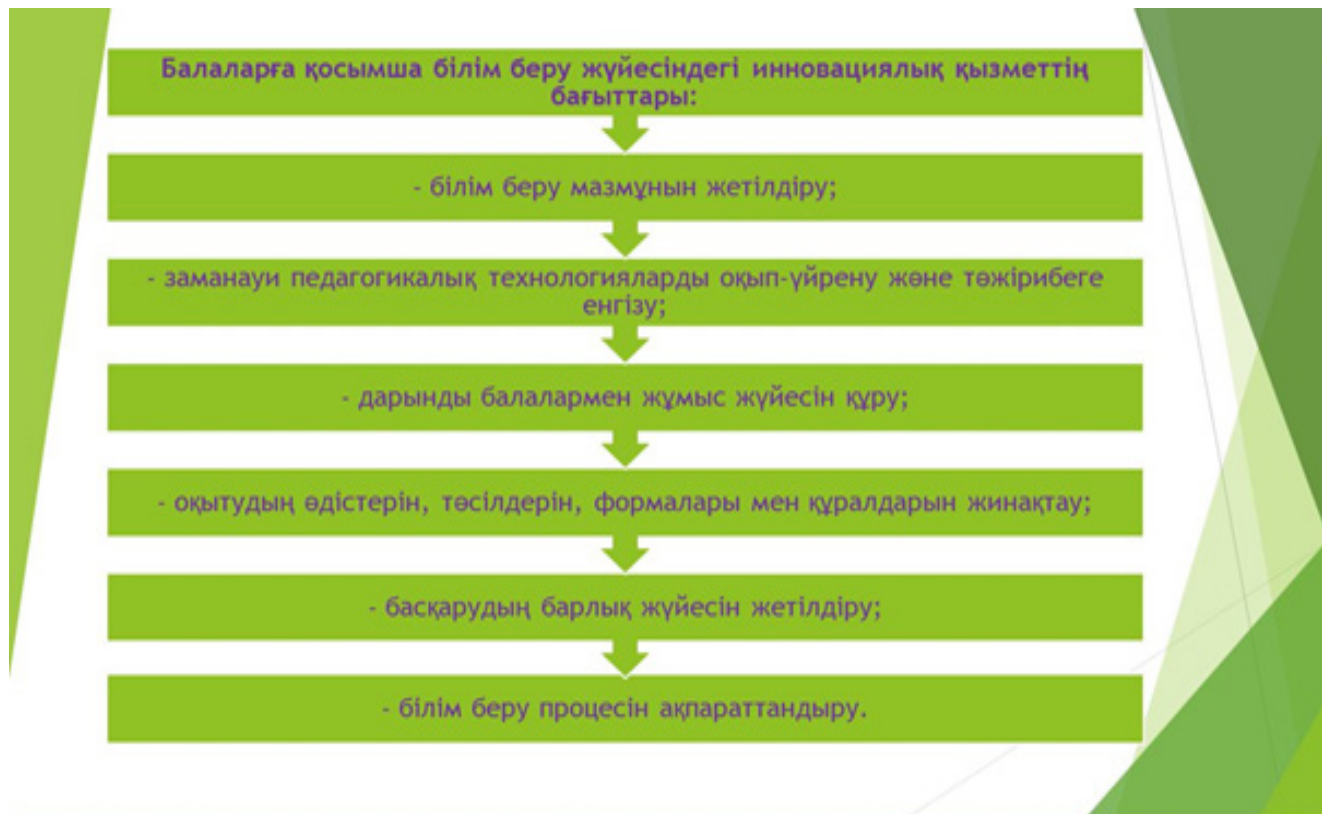 Балаларға қосымша білім беру жүйесіндегі инновациялық қызметтің
бағыттары:
- білім беру мазмұнын жетілдіру;
- заманауи педагогикалық технологияларды оқып-үйрену және тәжірибеге
енгізу;
- дарынды балалармен жұмыс жүйесін құру;
- оқытудың әдістерін, тәсілдерін, формалары мен құралдарын жинақтау;
- басқарудың барлық жүйесін жетілдіру;
- білім беру процесін ақпараттандыру.